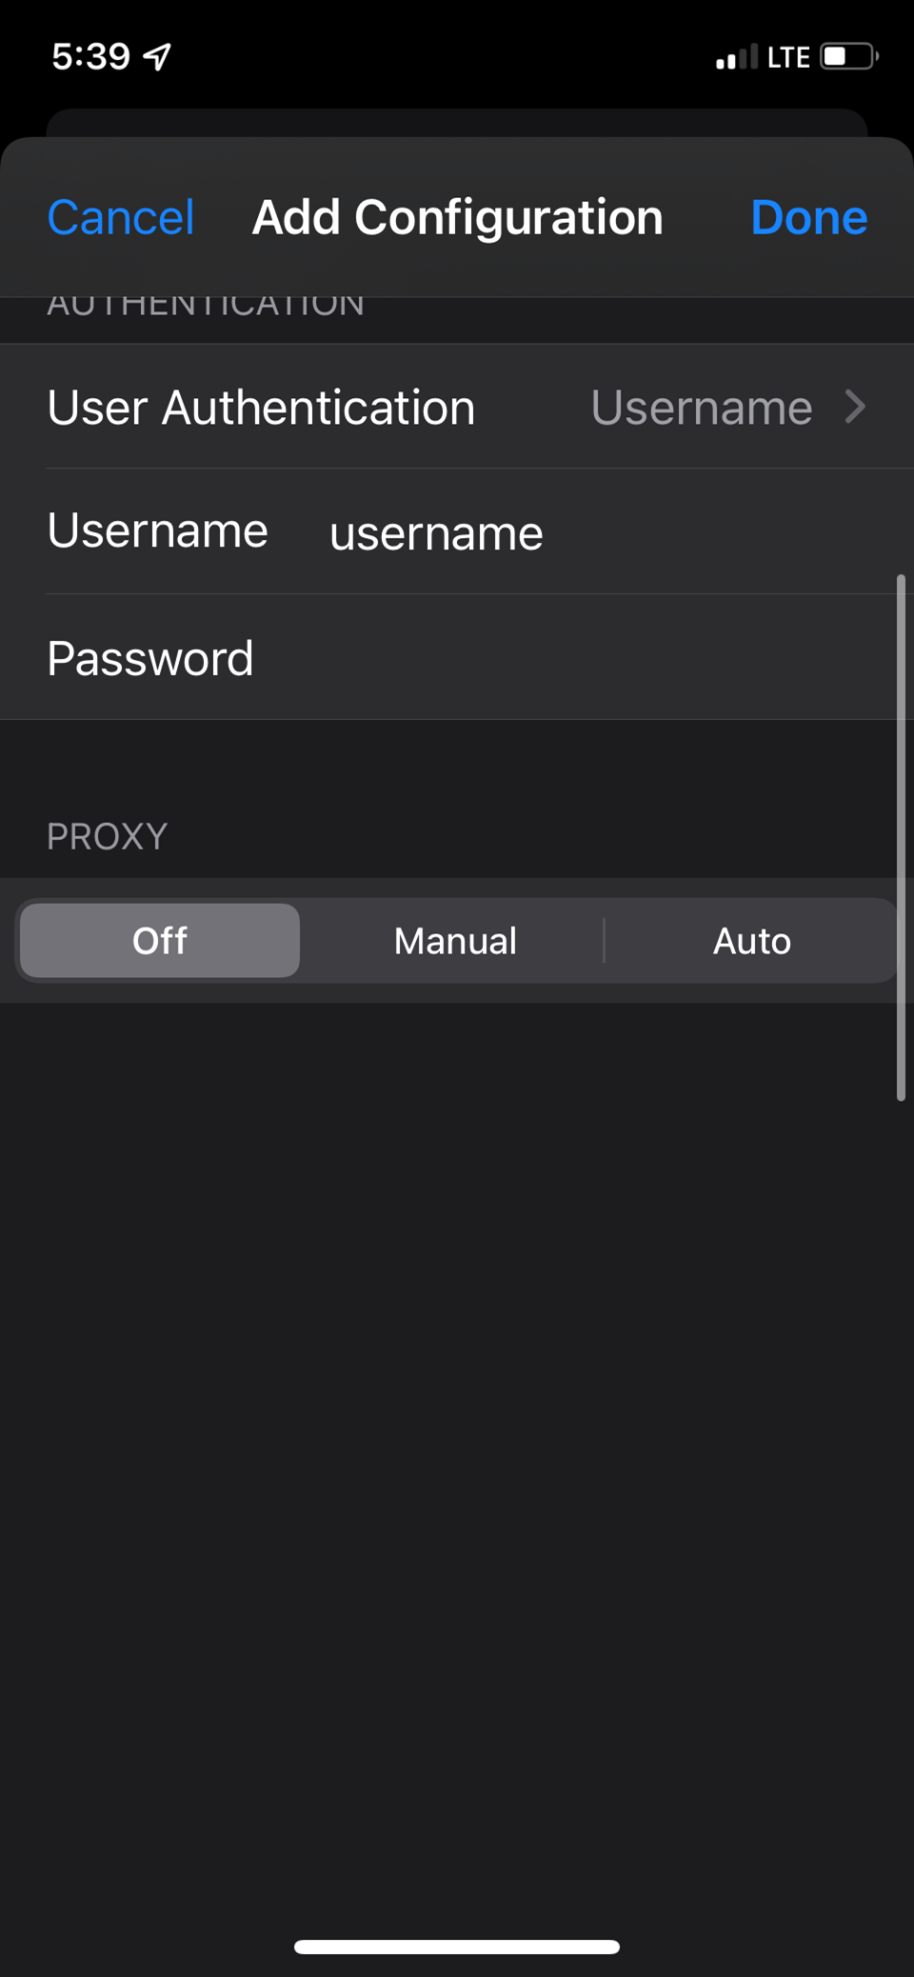 5:39 LTE
Cancel Add Configuration Done
AUTHENTICATION
User Authentication Username
Username username
Password
PROXY
Off Manual Auto